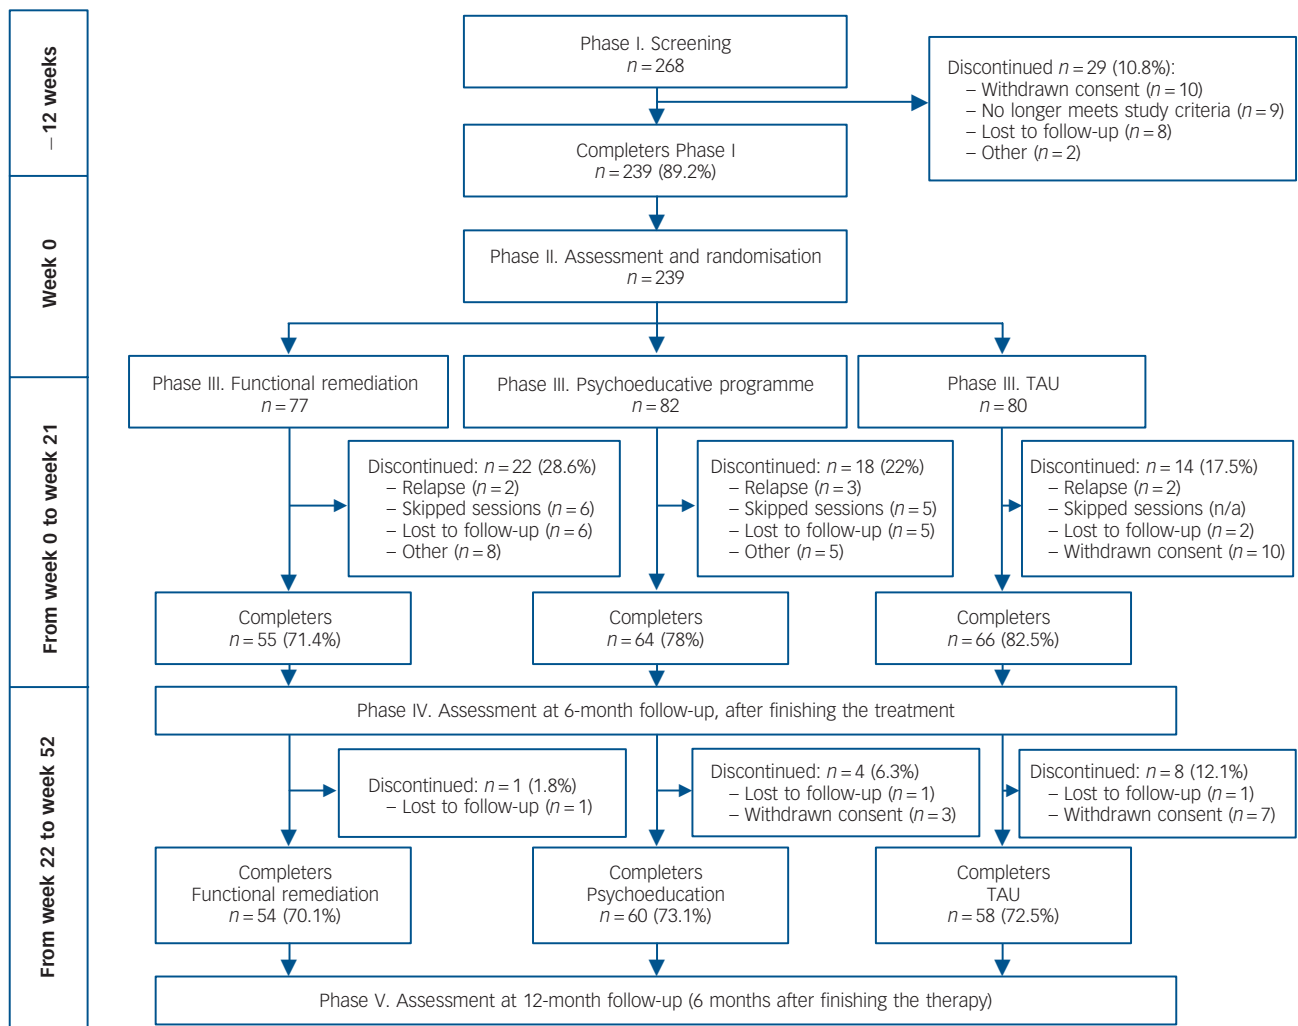 – 12 weeks
Phase I. Screening
n = 268
Discontinued n = 29 (10.8%):
– Withdrawn consent (n = 10)
– No longer meets study criteria (n = 9)
– Lost to follow-up (n = 8)
– Other (n = 2)
Completers Phase I
n = 239 (89.2%)
Week 0
Phase II. Assessment and randomisation
n = 239
From week 0 to week 21
Phase III. Functional remediation
n = 77
Phase III. Psychoeducative programme
n = 82
Phase III. TAU
n = 80
Discontinued: n = 22 (28.6%)
– Relapse (n = 2)
– Skipped sessions (n = 6)
– Lost to follow-up (n = 6)
– Other (n = 8)
Discontinued: n = 18 (22%)
– Relapse (n = 3)
– Skipped sessions (n = 5)
– Lost to follow-up (n = 5)
– Other (n = 5)
Discontinued: n = 14 (17.5%)
– Relapse (n = 2)
– Skipped sessions (n/a)
– Lost to follow-up (n = 2)
– Withdrawn consent (n = 10)
Completers
n = 55 (71.4%)
Completers
n = 64 (78%)
Completers
n = 66 (82.5%)
From week 22 to week 52
Phase IV. Assessment at 6-month follow-up, after finishing the treatment
Discontinued: n = 1 (1.8%)
– Lost to follow-up (n = 1)
Discontinued: n = 4 (6.3%)
– Lost to follow-up (n = 1)
– Withdrawn consent (n = 3)
Discontinued: n = 8 (12.1%)
– Lost to follow-up (n = 1)
– Withdrawn consent (n = 7)
Completers
Functional remediation
n = 54 (70.1%)
Completers
Psychoeducation
n = 60 (73.1%)
Completers
TAU
n = 58 (72.5%)
Phase V. Assessment at 12-month follow-up (6 months after finishing the therapy)